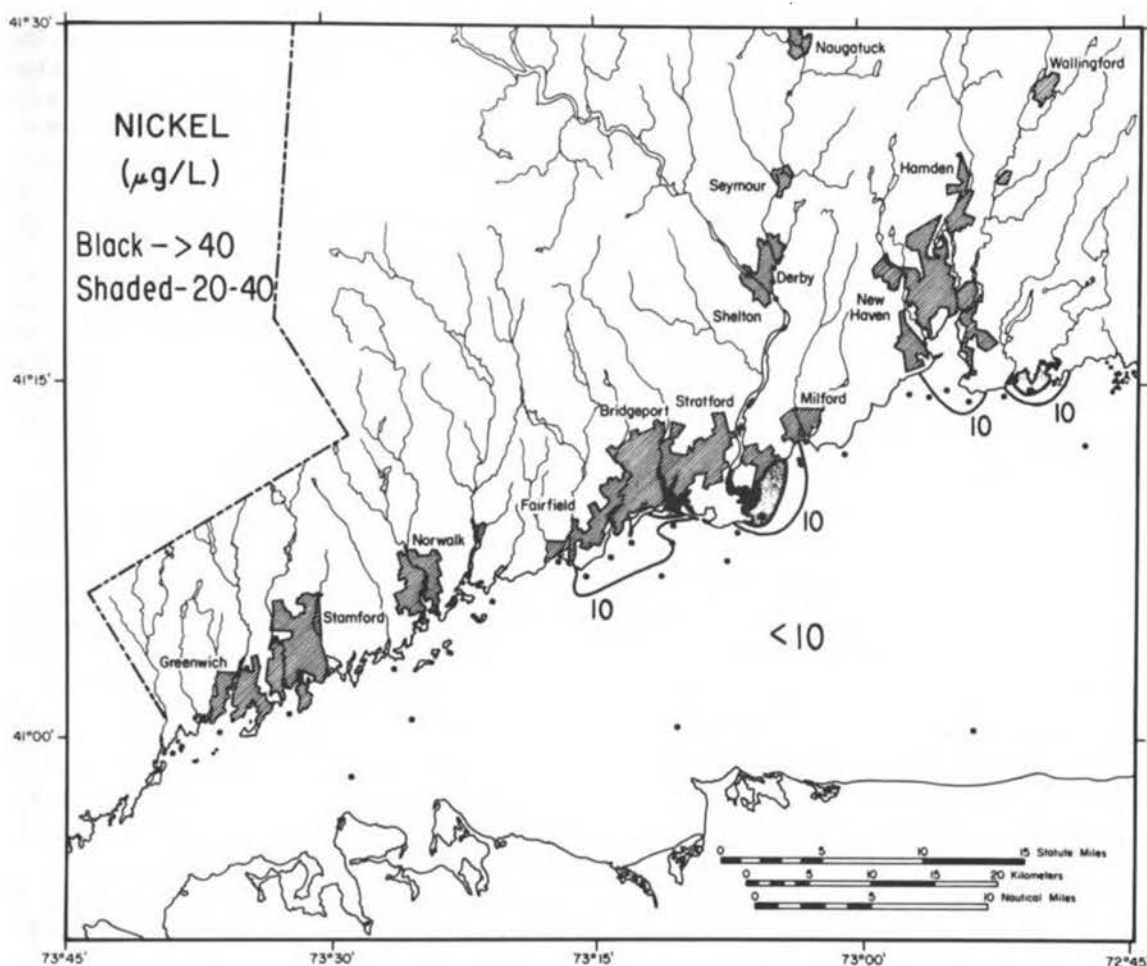 41°30'
Naugatuck
Wallingford
NICKEL
(µg/L)
Hamden
Seymour
Black->40
Shaded-20-40
Derby
New
Haven
Shelton
41°15'
10
10
Stratford
Milford
Bridgeport
Fairfield
10
Norwalk
10
Stamford
<10
Greenwich
41°00'
0 5 10 15 Statute Miles
0 5 10 15 20 Kilometers
0 5 10 Nautical Miles
73°45' 73°30' 73°15' 73°00' 72°45'